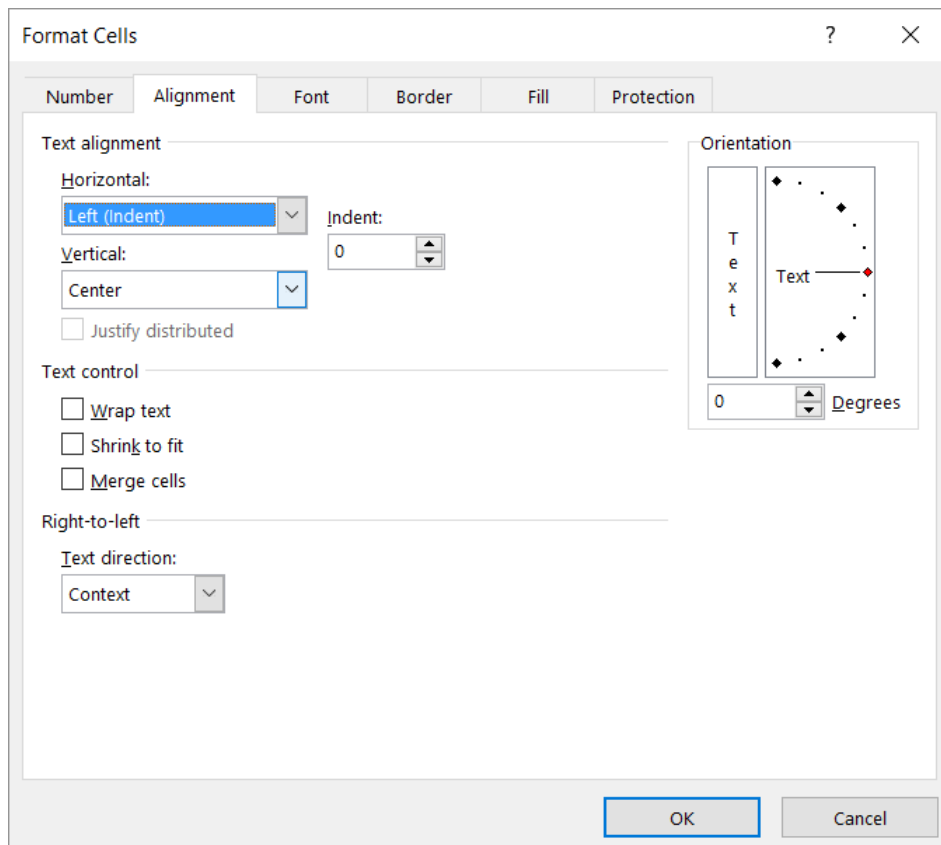 Format Cells ?
Number Alignment Font Border Fill Protection
Text alignment
Horizontal:
Left (Indent)
Indent:
0
Vertical:
Center
Justify distributed
Text control
Wrap text
Shrink to fit
Merge cells
Right-to-left
Text direction:
Context
Orientation
T
e
x
t
Text
0 Degrees
OK Cancel